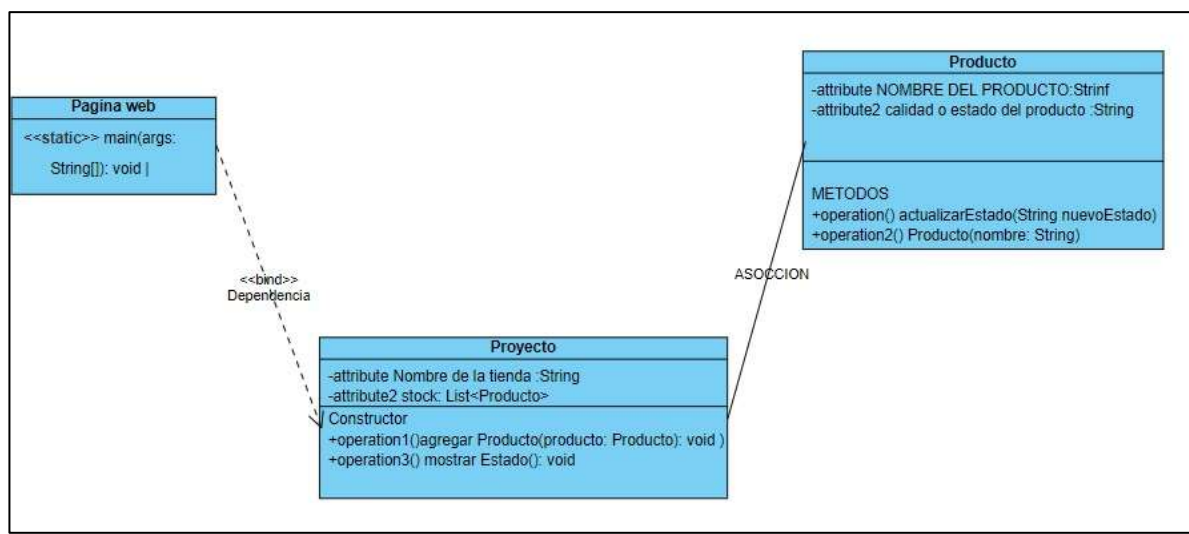 Pagina web
<<static>> main(args:
String[]): void |
<<bind>>
Dependencia
Proyecto
-attribute Nombre de la tienda :String
-attribute2 stock: List<Producto>
Constructor
+operation1()agregar Producto(producto: Producto): void )
+operation3() mostrar Estado(): void
ASOCCION
Producto
-attribute NOMBRE DEL PRODUCTO:Strinf
-attribute2 calidad o estado del producto :String
METODOS
+operation() actualizarEstado(String nuevoEstado)
+operation2() Producto(nombre: String)